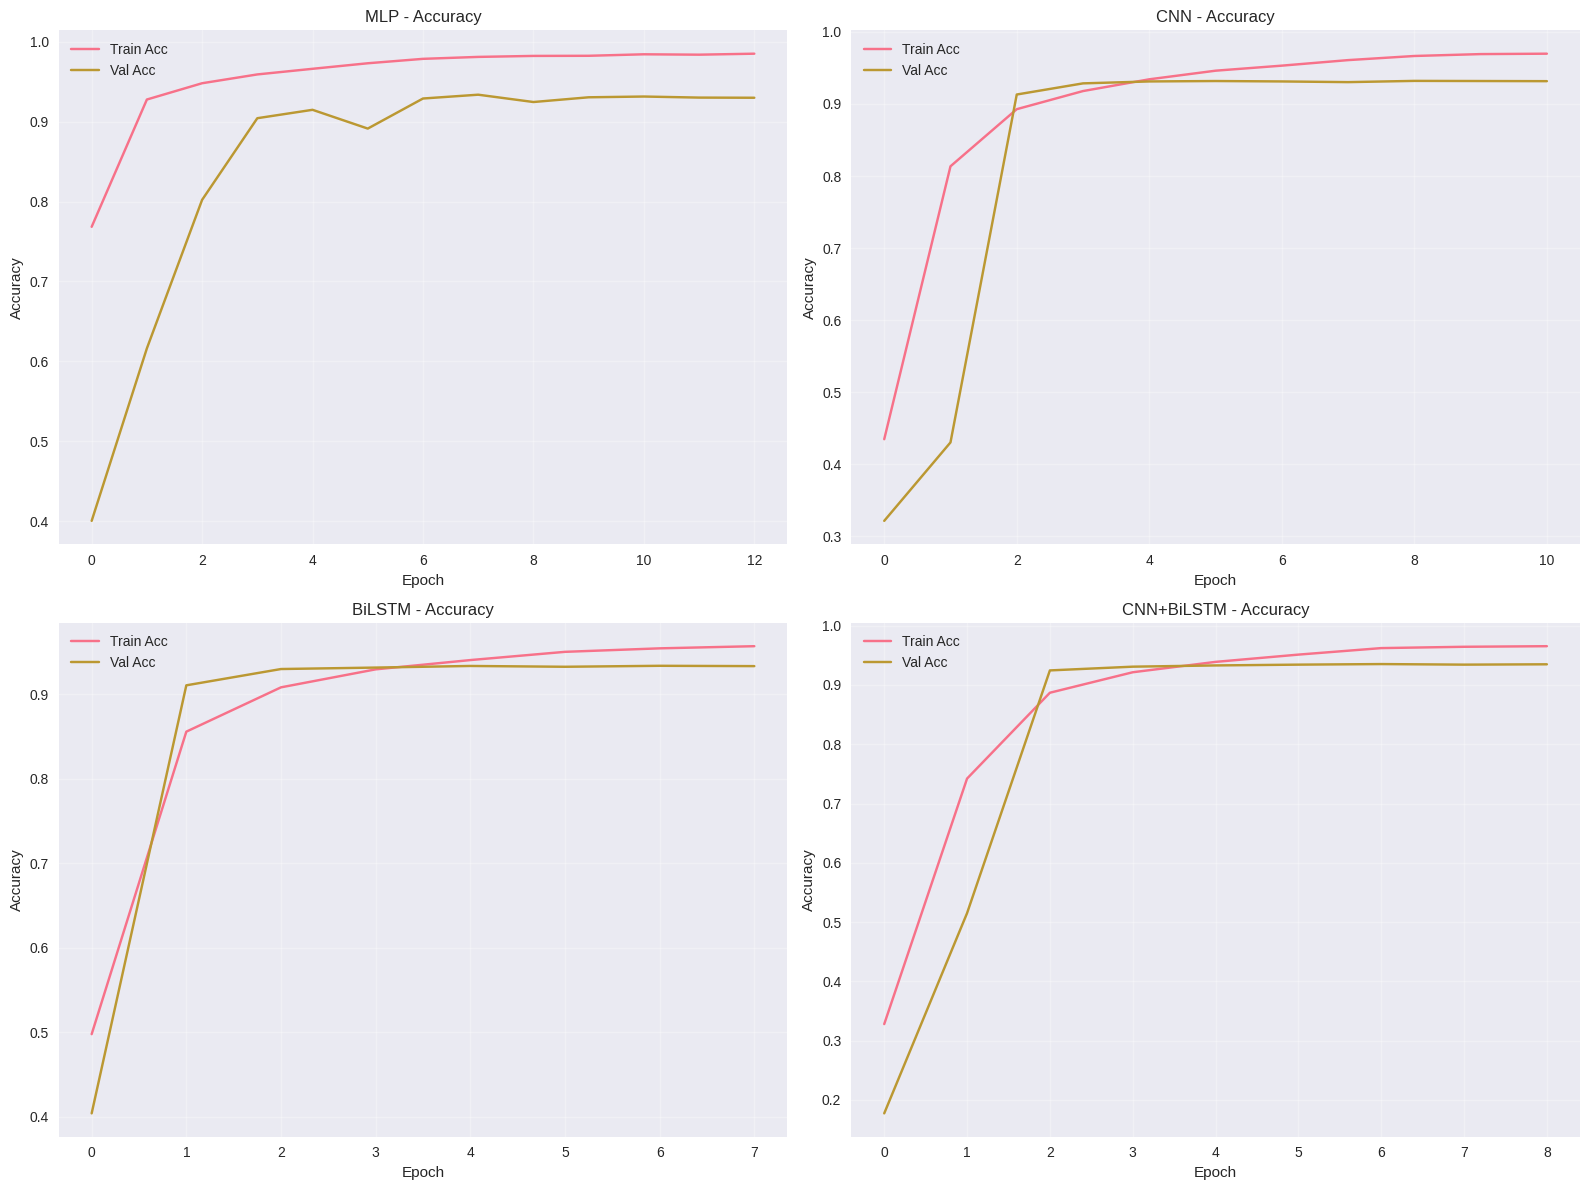 MLP - Accuracy
Train Acc
Val Acc
1.0
0.9
0.8
0.7
0.6
0.5
0.4
Accuracy
0 2 4 6 8 10 12
Epoch
CNN - Accuracy
Train Acc
Val Acc
1.0
0.9
0.8
0.7
0.6
0.5
0.4
0.3
Accuracy
0 2 4 6 8 10
Epoch
BiLSTM - Accuracy
Train Acc
Val Acc
0.9
0.8
0.7
0.6
0.5
0.4
Accuracy
0 1 2 3 4 5 6 7
Epoch
CNN+BiLSTM - Accuracy
Train Acc
Val Acc
1.0
0.9
0.8
0.7
0.6
0.5
0.4
0.3
0.2
Accuracy
0 1 2 3 4 5 6 7 8
Epoch